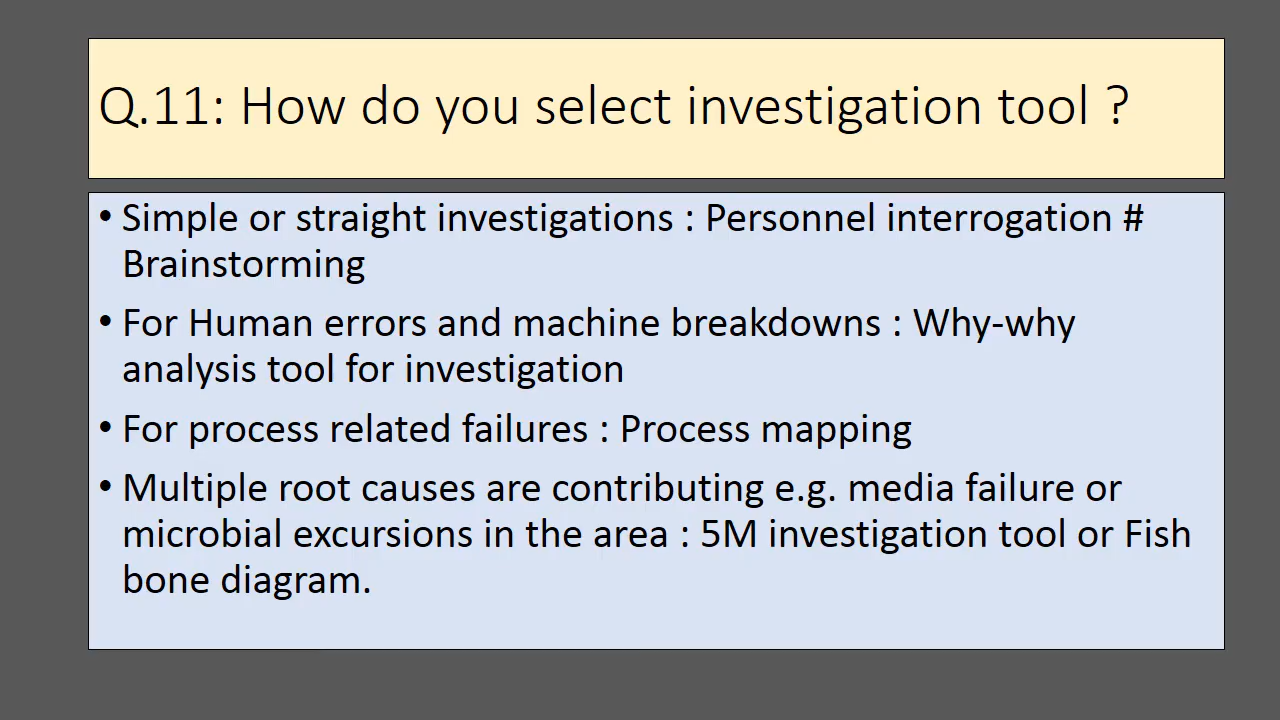 Q.11: How do you select investigation tool ?
• Simple or straight investigations : Personnel interrogation #
Brainstorming
• For Human errors and machine breakdowns : Why-why
analysis tool for investigation
• For process related failures : Process mapping
• Multiple root causes are contributing e.g. media failure or
microbial excursions in the area : 5M investigation tool or Fish
bone diagram.